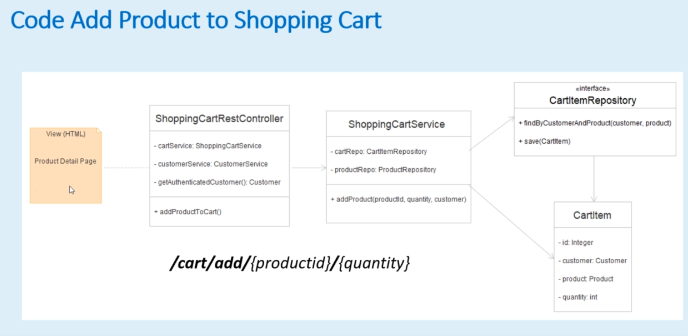 Code Add Product to Shopping Cart
View (HTML)
Product Detail Page
ShoppingCartRestController
- cartService: ShoppingCartService
- customerService: CustomerService
- getAuthenticatedCustomer(): Customer
+ addProductToCart()
ShoppingCartService
- cartRepo: CartItemRepository
- productRepo: ProductRepository
+ addProduct(productId, quantity, customer)
«interface»
CartItemRepository
+ findByCustomerAndProduct(customer, product)
+ save(CartItem)
CartItem
- id: Integer
- customer: Customer
- product: Product
- quantity: int
/cart/add/{productid}/{quantity}